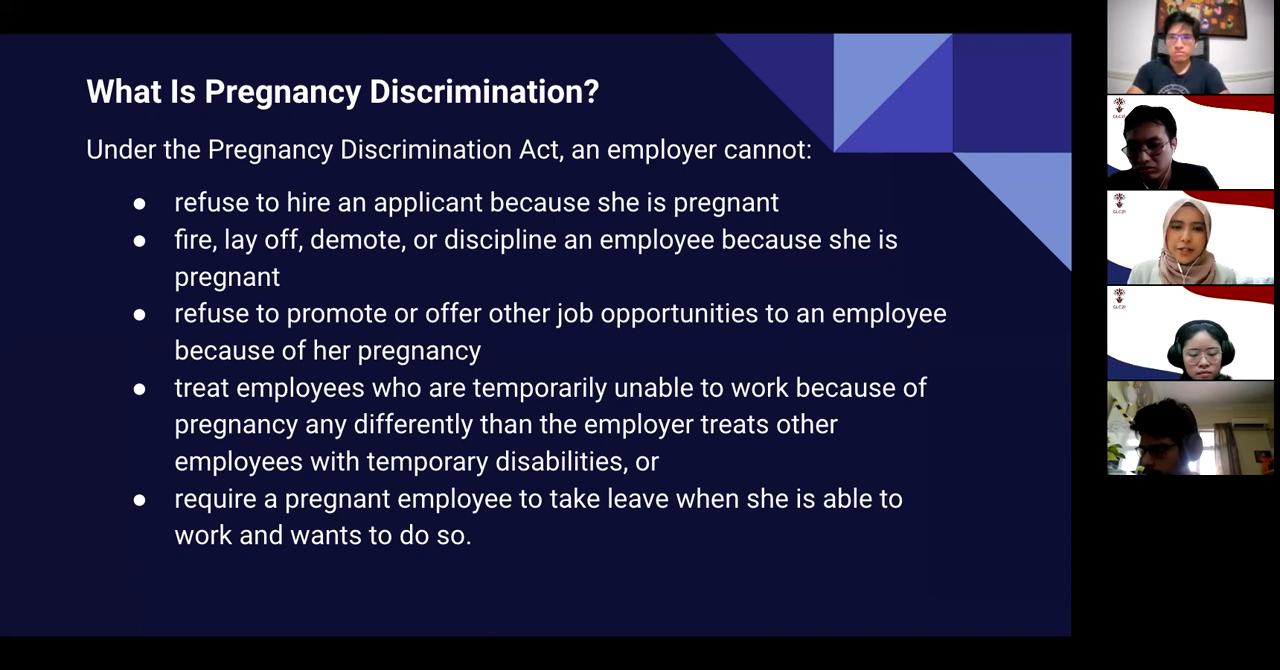 What Is Pregnancy Discrimination?
Under the Pregnancy Discrimination Act, an employer cannot:
● refuse to hire an applicant because she is pregnant
● fire, lay off, demote, or discipline an employee because she is
pregnant
● refuse to promote or offer other job opportunities to an employee
because of her pregnancy
● treat employees who are temporarily unable to work because of
pregnancy any differently than the employer treats other
employees with temporary disabilities, or
● require a pregnant employee to take leave when she is able to
work and wants to do so.